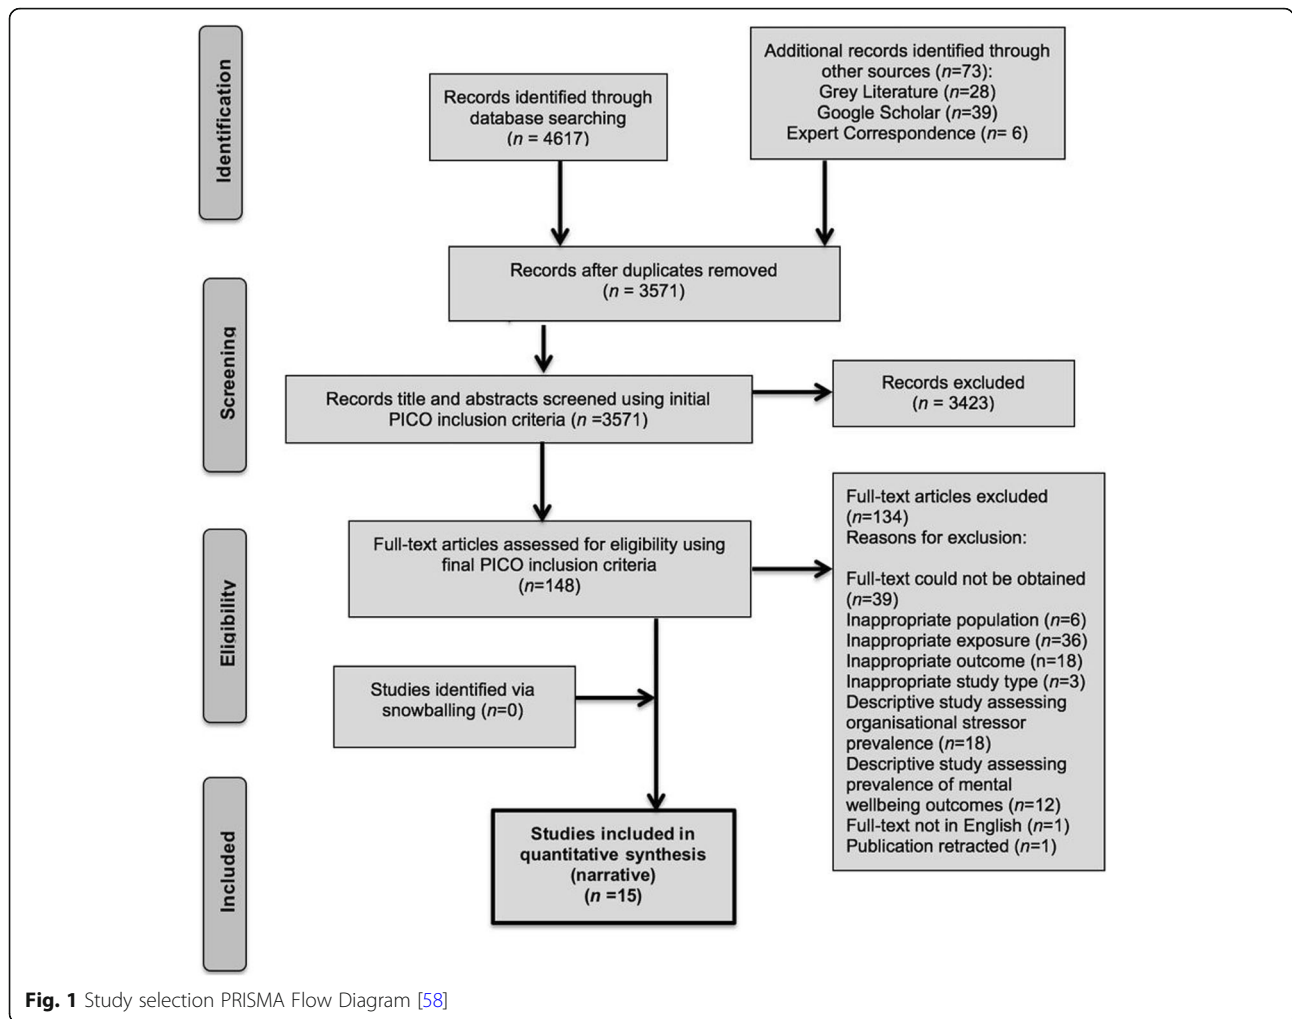 Identification
Records identified through
database searching
(n = 4617)
Additional records identified through
other sources (n=73):
Grey Literature (n=28)
Google Scholar (n=39)
Expert Correspondence (n= 6)
Records after duplicates removed
(n = 3571)
Screening
Records title and abstracts screened using initial
PICO inclusion criteria (n =3571)
Records excluded
(n = 3423)
Eligibility
Full-text articles assessed for eligibility using
final PICO inclusion criteria
(n=148)
Full-text articles excluded
(n=134)
Reasons for exclusion:
Full-text could not be obtained
(n=39)
Inappropriate population (n=6)
Inappropriate exposure (n=36)
Inappropriate outcome (n=18)
Inappropriate study type (n=3)
Descriptive study assessing
organisational stressor
prevalence (n=18)
Descriptive study assessing
prevalence of mental
wellbeing outcomes (n=12)
Full-text not in English (n=1)
Publication retracted (n=1)
Studies identified via
snowballing (n=0)
Included
Studies included in
quantitative synthesis
(narrative)
(n =15)
Fig. 1 Study selection PRISMA Flow Diagram [58]